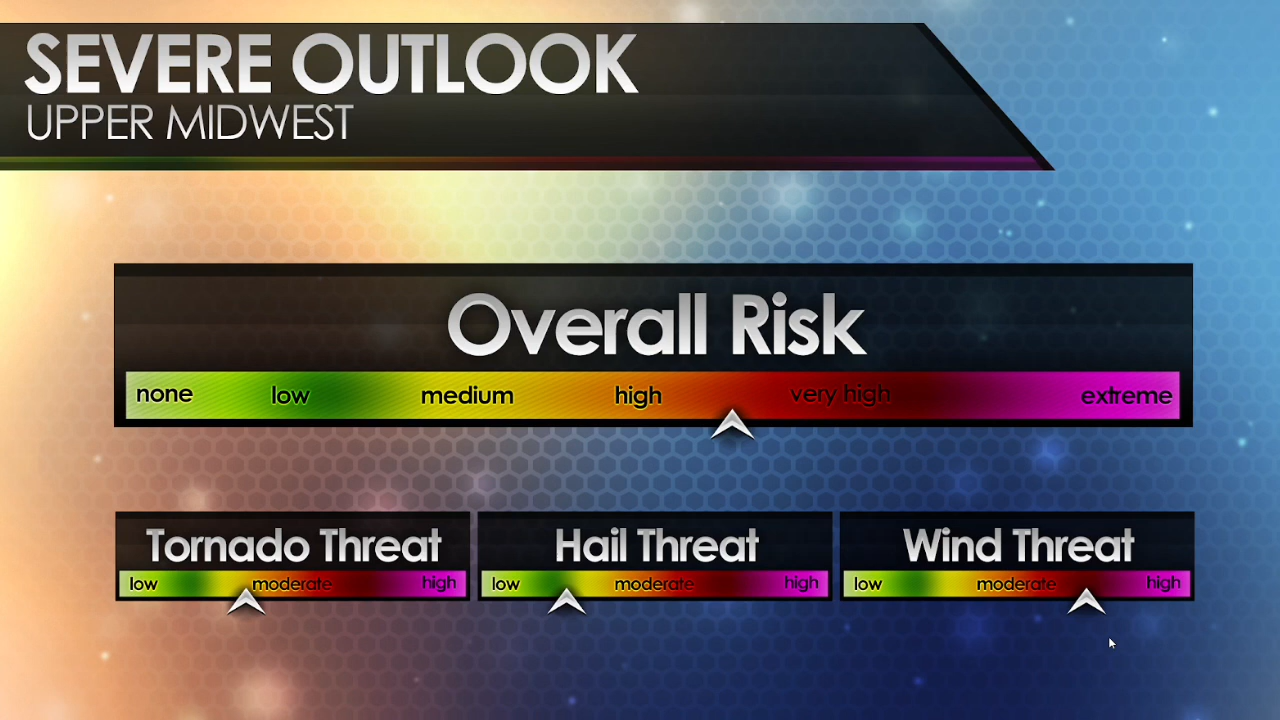 SEVERE OUTLOOK
UPPER MIDWEST
Overall Risk
none low medium high very high extreme
Tornado Threat Hail Threat Wind Threat
low moderate high low moderate high low moderate high